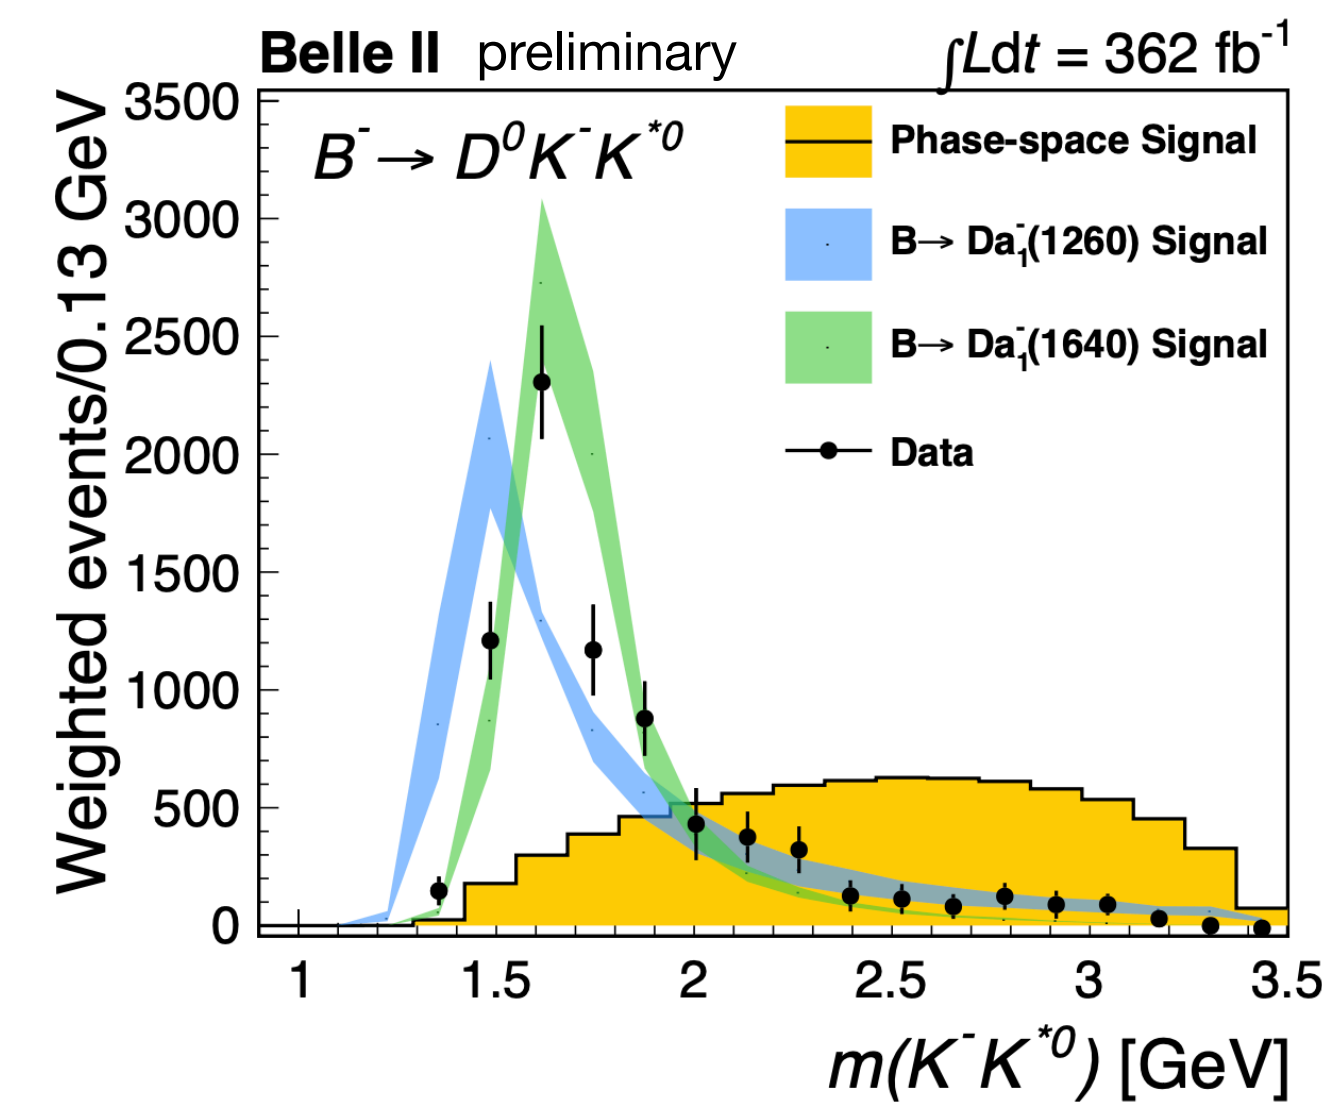 Belle II preliminary ∫Ldt = 362 fb⁻¹
Weighted events/0.13 GeV
3500
3000
2500
2000
1500
1000
500
0
B⁻→ D⁰K⁻K*⁰
Phase-space Signal
B→ Da₁⁻(1260) Signal
B→ Da₁⁻(1640) Signal
Data
1 1.5 2 2.5 3 3.5
m(K⁻K*⁰) [GeV]